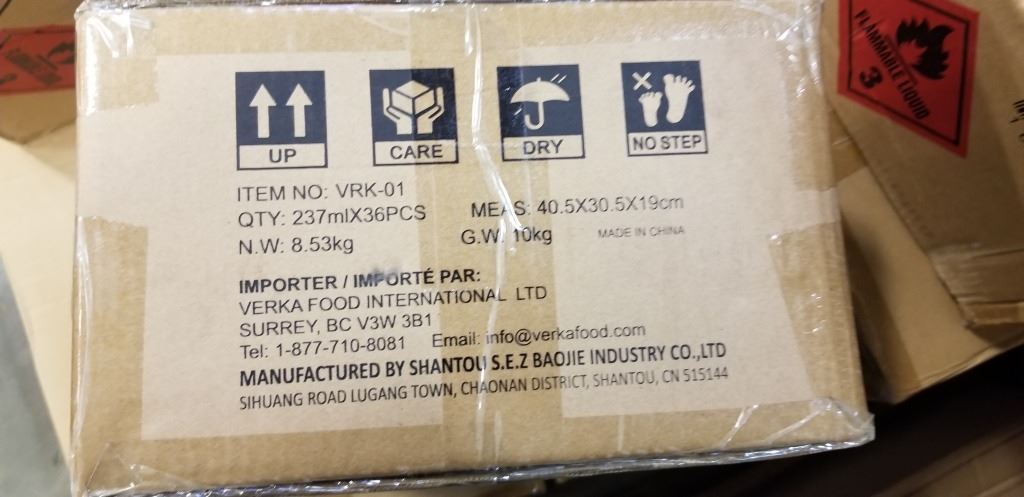 UP
CARE
DRY
NO STEP
ITEM NO: VRK-01
QTY: 237mlX36PCS MEAS: 40.5X30.5X19cm
N.W: 8.53kg G.W: 10kg MADE IN CHINA
IMPORTER / IMPORTÉ PAR:
VERKA FOOD INTERNATIONAL LTD
SURREY, BC V3W 3B1
Tel: 1-877-710-8081 Email: info@verkafood.com
MANUFACTURED BY SHANTOU S.E.Z BAOJIE INDUSTRY CO.,LTD
SIHUANG ROAD LUGANG TOWN, CHAONAN DISTRICT, SHANTOU, CN 515144
FLAMMABLE LIQUID
3